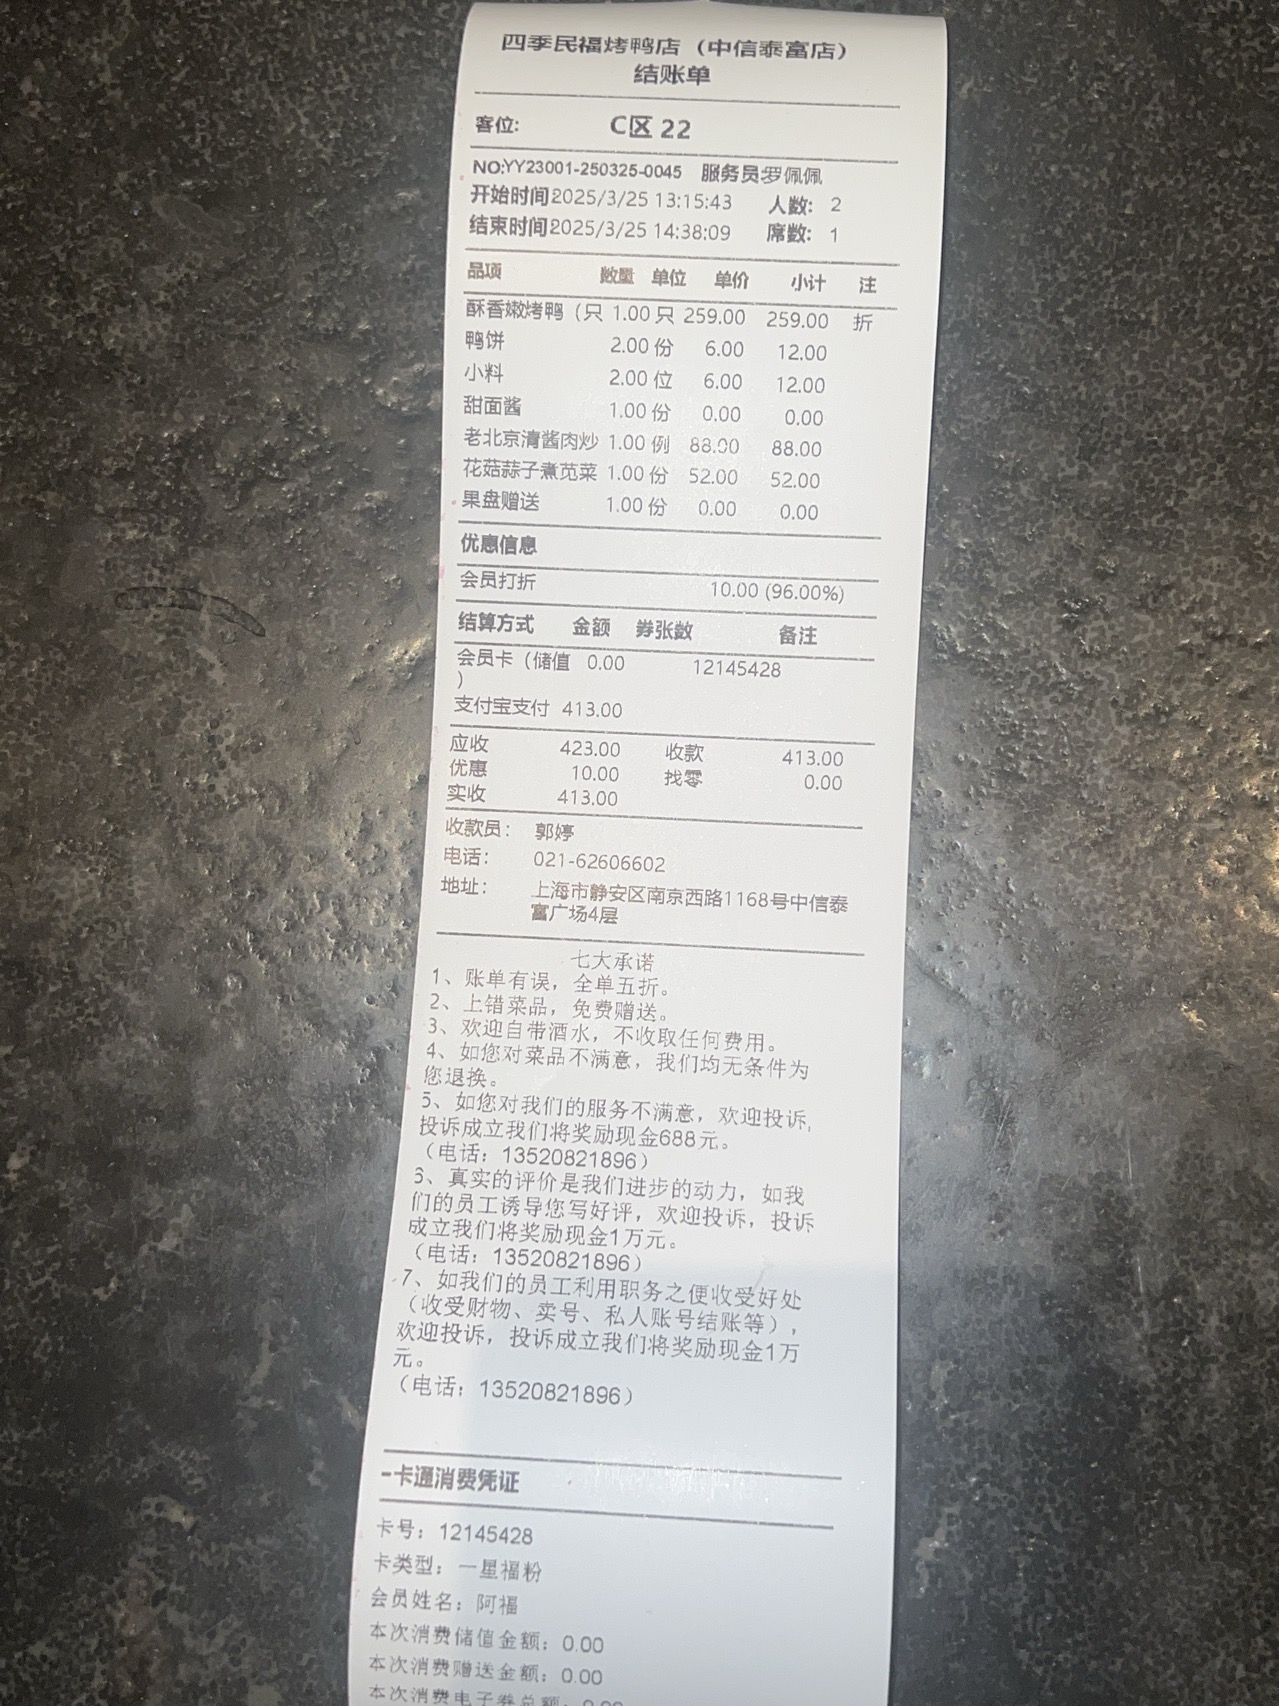 四季民福烤鸭店（中信泰富店）
结账单
客位: C区 22
NO:YY23001-250325-0045 服务员:罗佩佩
开始时间2025/3/25 13:15:43 人数: 2
结束时间2025/3/25 14:38:09 席数: 1
品项 数量 单位 单价 小计 注
酥香嫩烤鸭（只 1.00 只 259.00 259.00 折
鸭饼 2.00 份 6.00 12.00
小料 2.00 位 6.00 12.00
甜面酱 1.00 份 0.00 0.00
老北京清酱肉炒 1.00 例 88.00 88.00
花菇蒜子煮苋菜 1.00 份 52.00 52.00
果盘赠送 1.00 份 0.00 0.00
优惠信息
会员打折 10.00 (96.00%)
结算方式 金额 券张数 备注
会员卡（储值 0.00 12145428
）
支付宝支付 413.00
应收 423.00 收款 413.00
优惠 10.00 找零 0.00
实收 413.00
收款员： 郭婷
电话： 021-62606602
地址： 上海市静安区南京西路1168号中信泰
富广场4层
七大承诺
1、账单有误，全单五折。
2、上错菜品，免费赠送。
3、欢迎自带酒水，不收取任何费用。
4、如您对菜品不满意，我们均无条件为
您退换。
5、如您对我们的服务不满意，欢迎投诉，
投诉成立我们将奖励现金688元。
（电话：13520821896）
6、真实的评价是我们进步的动力，如我
们的员工诱导您写好评，欢迎投诉，投诉
成立我们将奖励现金1万元。
（电话：13520821896）
7、如我们的员工利用职务之便收受好处
（收受财物、卖号、私人账号结账等），
欢迎投诉，投诉成立我们将奖励现金1万
元。
（电话：13520821896）
一卡通消费凭证
卡号：12145428
卡类型：一星福粉
会员姓名：阿福
本次消费储值金额：0.00
本次消费赠送金额：0.00
本次消费电子券总额：0.00